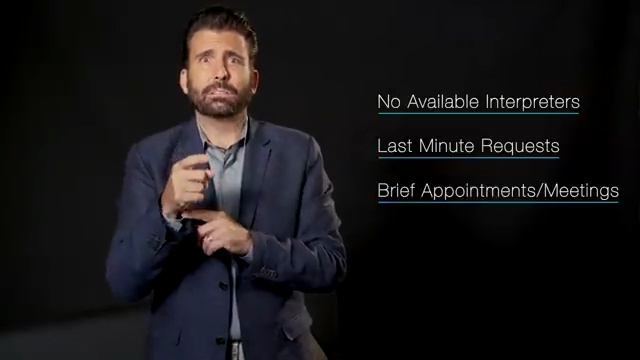 No Available Interpreters
Last Minute Requests
Brief Appointments/Meetings